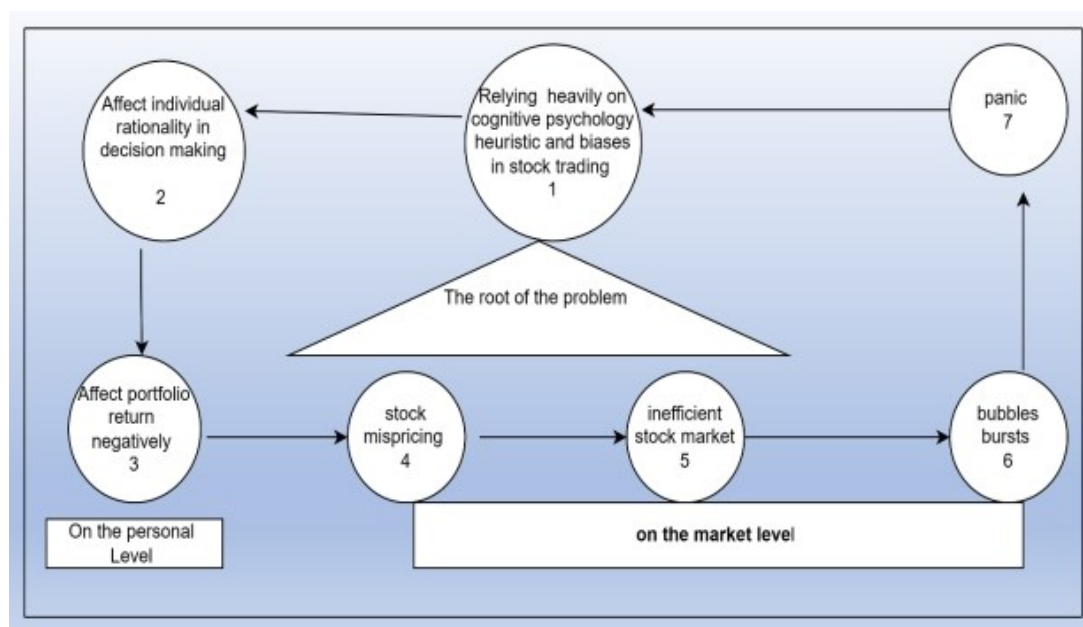 Relying heavily on
cognitive psychology
heuristic and biases
in stock trading
1
Affect individual
rationality in
decision making
2
Affect portfolio
return
negatively
3
stock
mispricing
4
inefficient
stock market
5
bubbles
bursts
6
panic
7
The root of the problem
On the personal
Level
on the market level